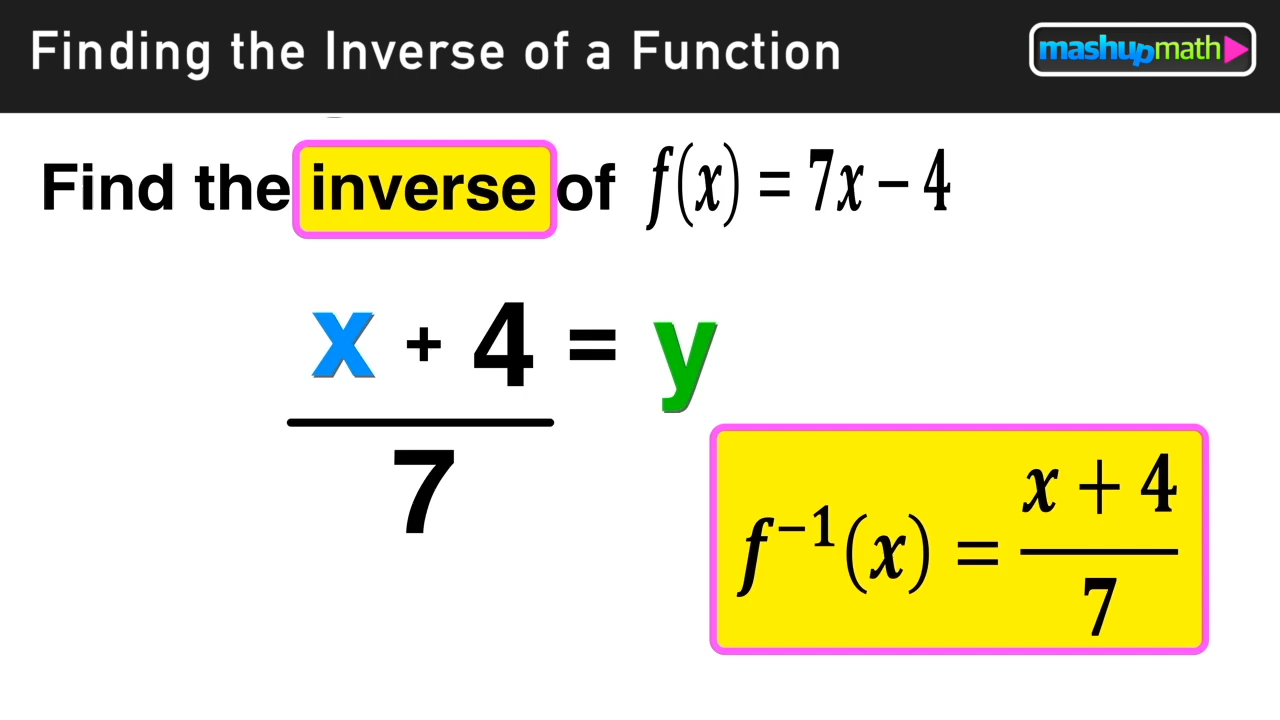 Finding the Inverse of a Function
mashupmath
Find the inverse of f(x) = 7x − 4
x + 4 = y
7
f⁻¹(x) = x + 4
7